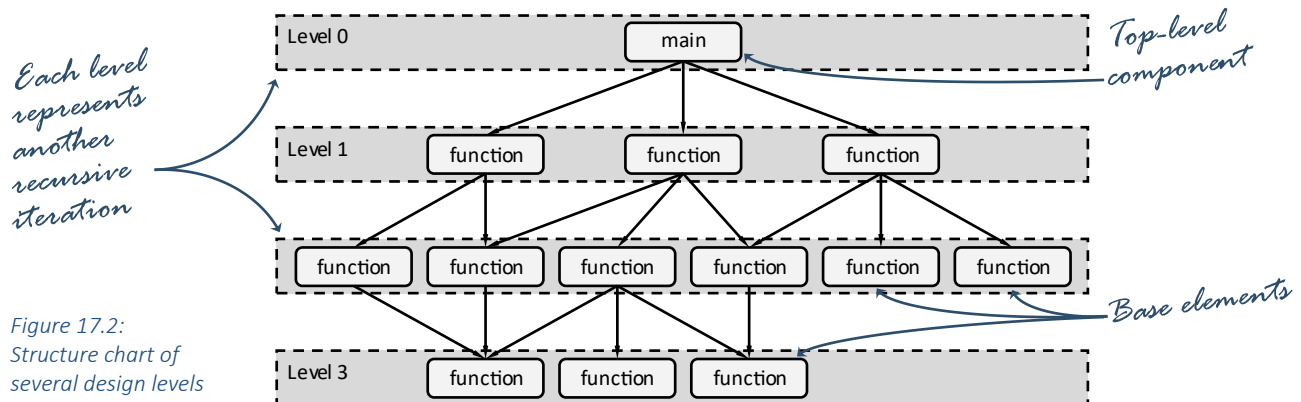 Level 0
main
Top-level
component
Each level
represents
another
recursive
iteration
Level 1
function
function
function
function
function
function
function
function
function
Base elements
Figure 17.2:
Structure chart of
several design levels
Level 3
function
function
function